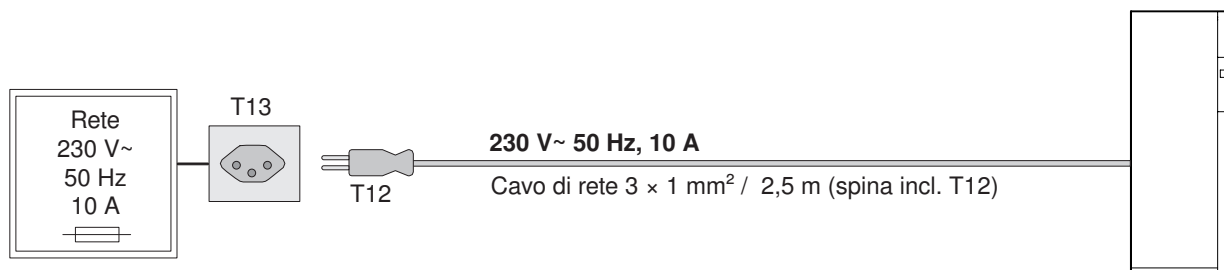 Rete
230 V~
50 Hz
10 A
T13
T12
230 V~ 50 Hz, 10 A
Cavo di rete 3 × 1 mm² / 2,5 m (spina incl. T12)